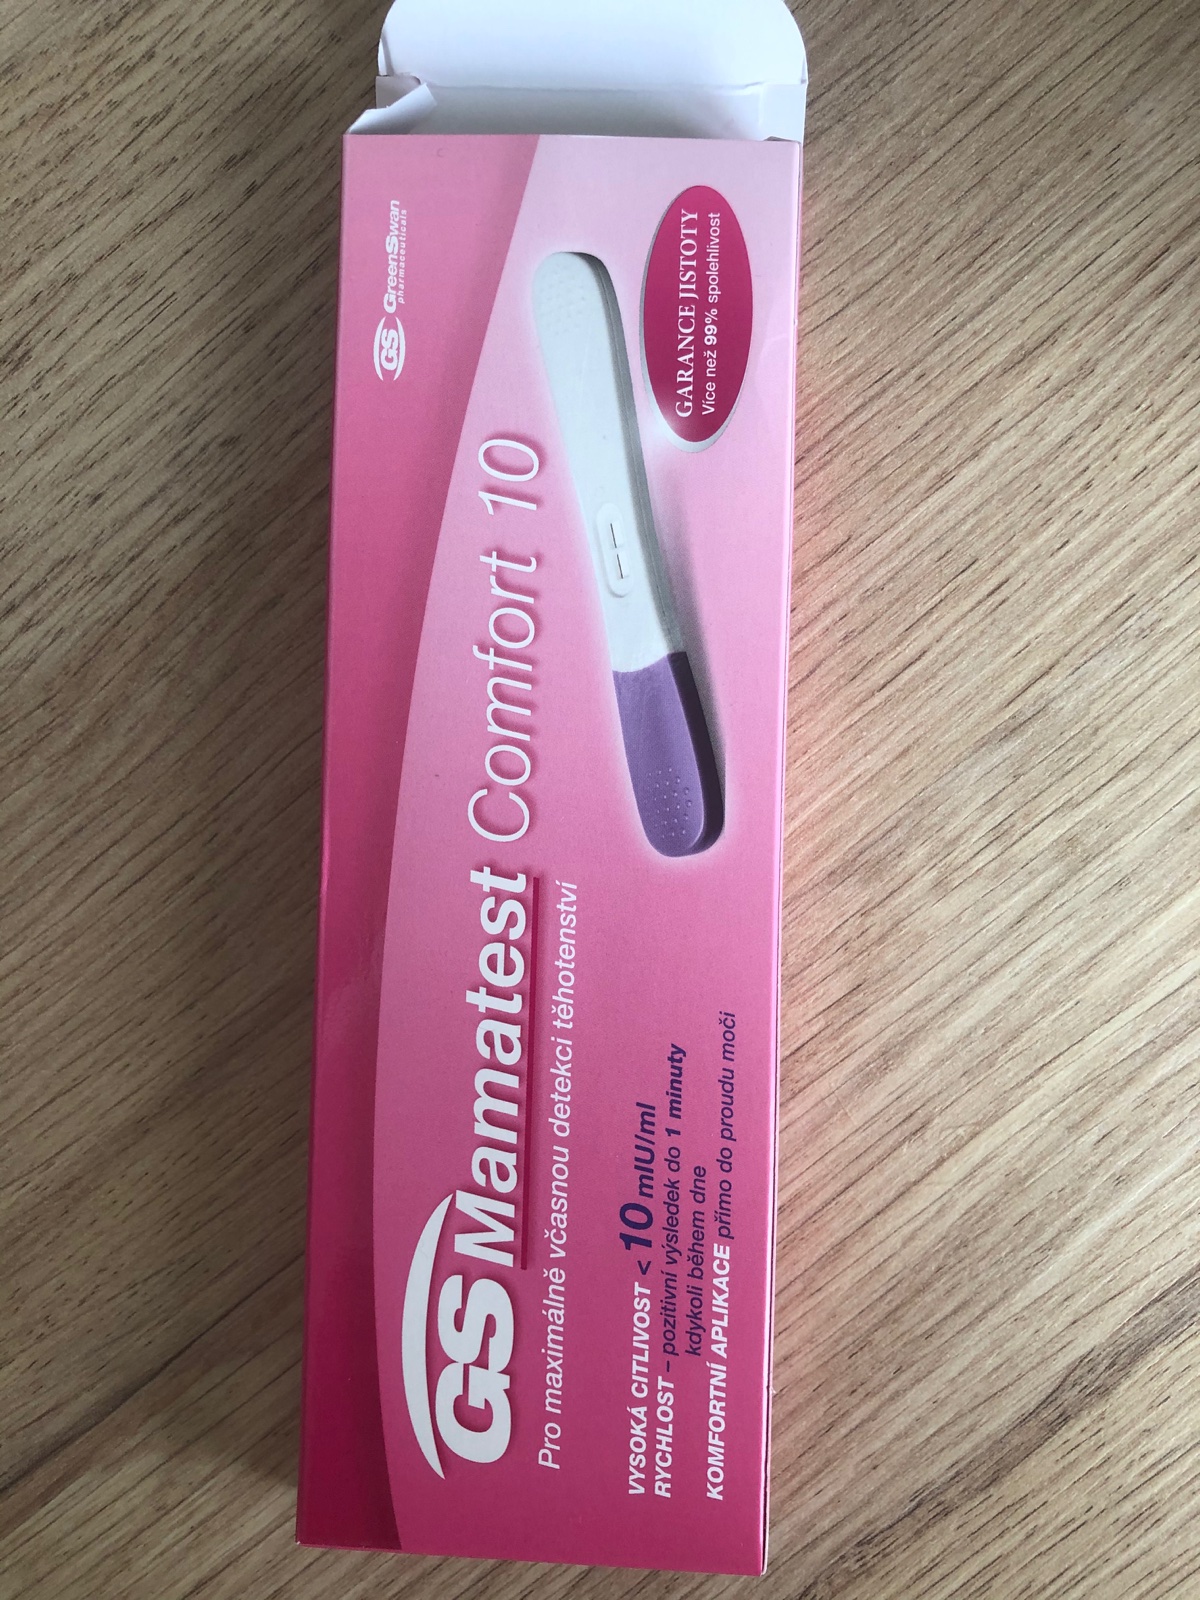 GS Mamatest Comfort 10
Pro maximálně včasnou detekci těhotenství
VYSOKÁ CITLIVOST < 10 mIU/ml
RYCHLOST – pozitivní výsledek do 1 minuty
kdykoli během dne
KOMFORTNÍ APLIKACE přímo do proudu moči
GS GreenSwan
pharmaceuticals
GARANCE JISTOTY
Více než 99% spolehlivost